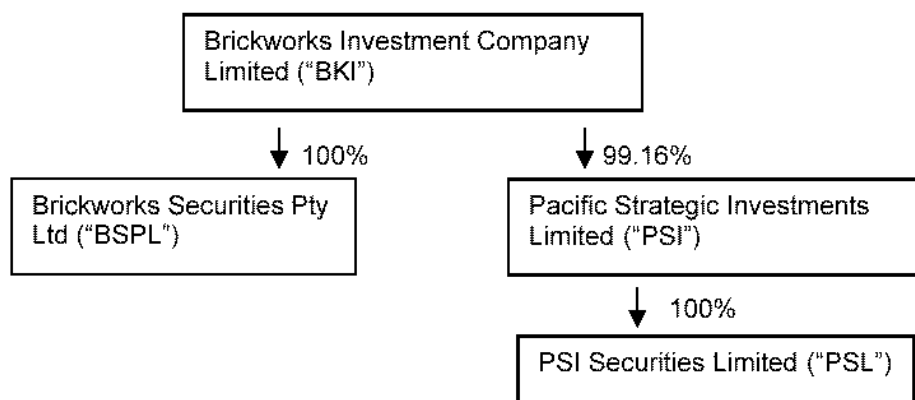 Brickworks Investment Company
Limited (“BKI”)
100%
99.16%
Brickworks Securities Pty
Ltd (“BSPL”)
Pacific Strategic Investments
Limited (“PSI”)
100%
PSI Securities Limited (“PSL”)